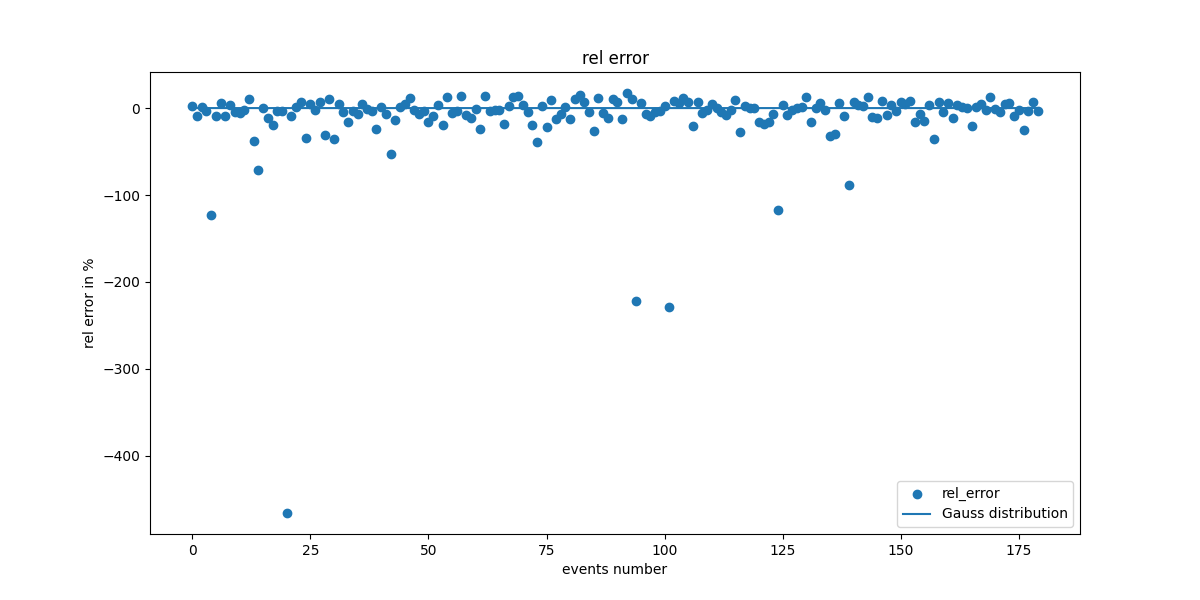 rel error
rel error in %
0
−100
−200
−300
−400
0
25
50
75
100
125
150
175
events number
rel_error
Gauss distribution